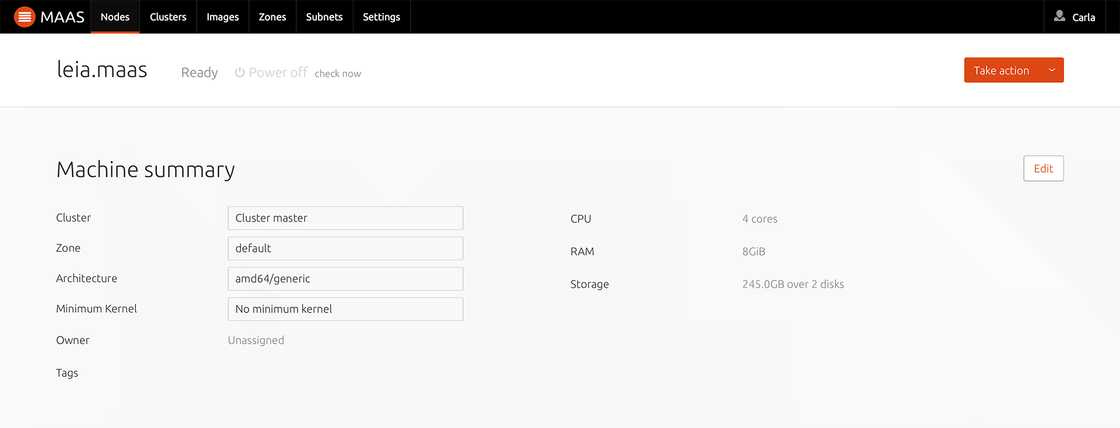 MAAS Nodes Clusters Images Zones Subnets Settings Carla
leia.maas Ready Power off check now Take action
Machine summary Edit
Cluster Cluster master CPU 4 cores
Zone default RAM 8GiB
Architecture amd64/generic Storage 245.0GB over 2 disks
Minimum Kernel No minimum kernel
Owner Unassigned
Tags